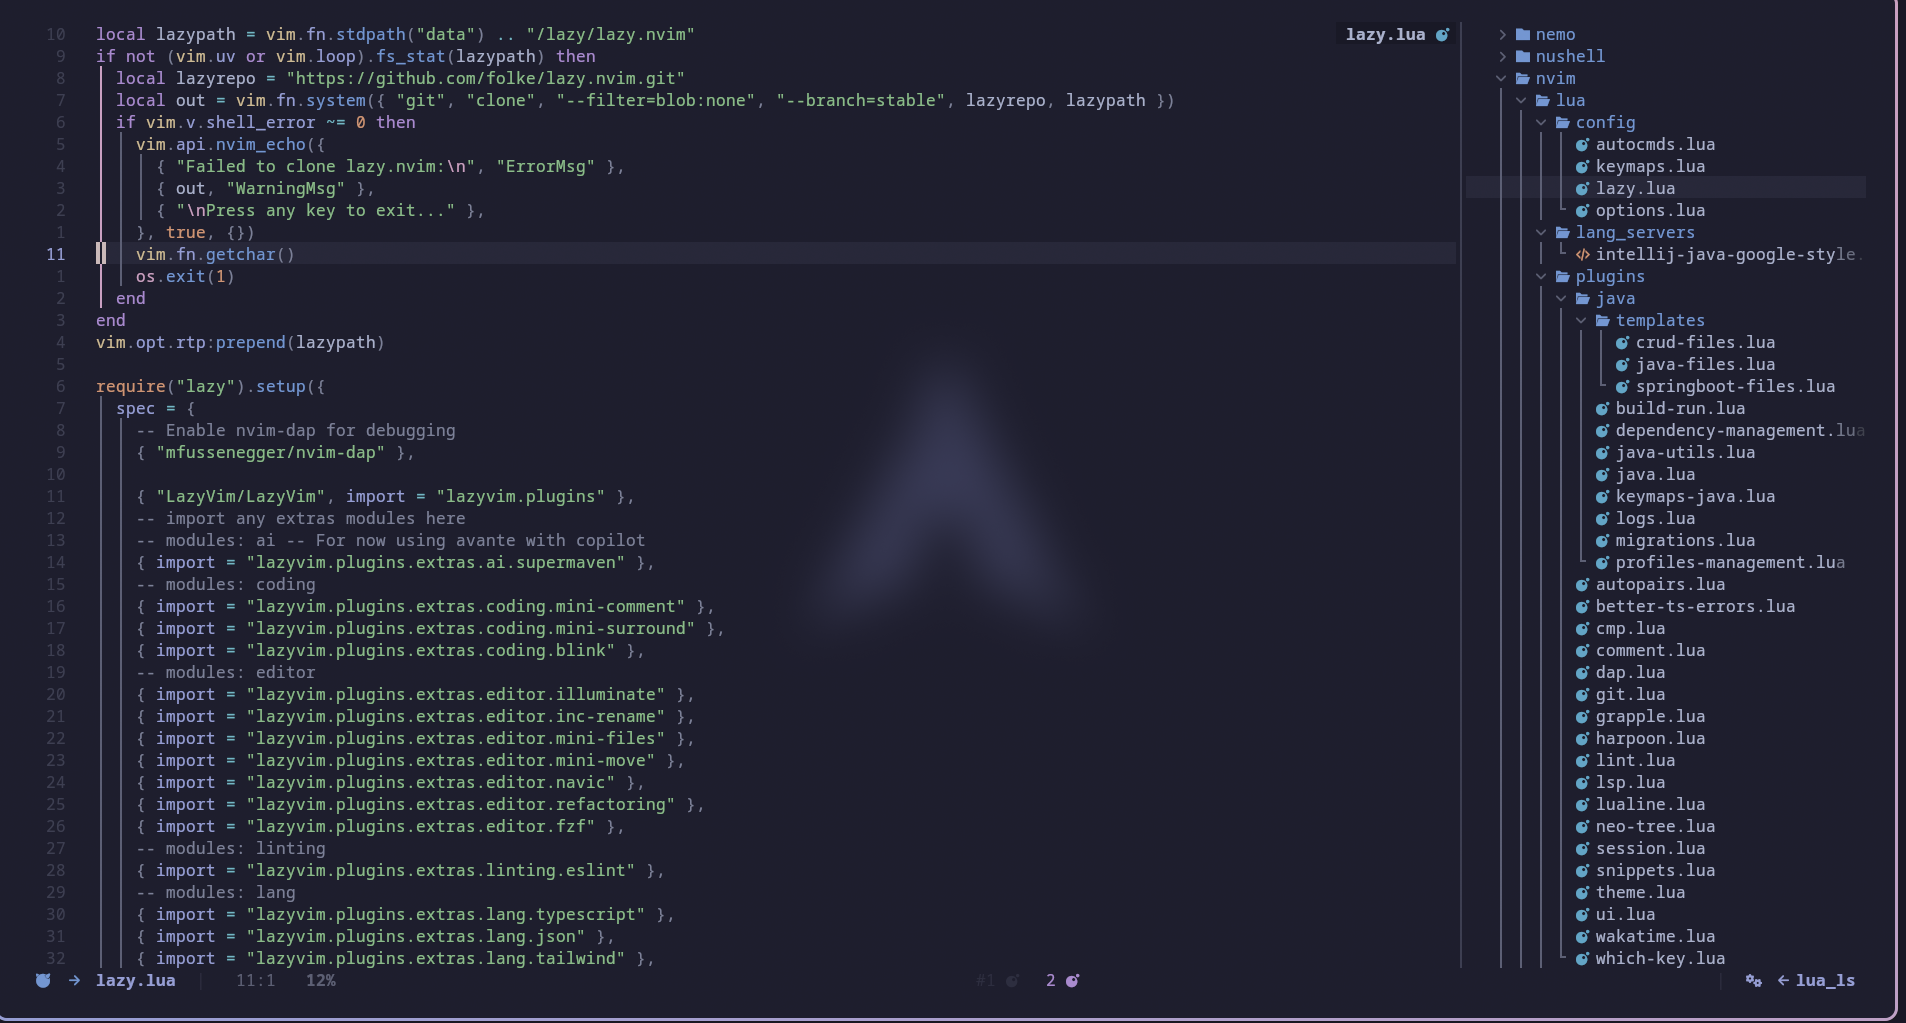 10 local lazypath = vim.fn.stdpath("data") .. "/lazy/lazy.nvim"
9 if not (vim.uv or vim.loop).fs_stat(lazypath) then
8 local lazyrepo = "https://github.com/folke/lazy.nvim.git"
7 local out = vim.fn.system({ "git", "clone", "--filter=blob:none", "--branch=stable", lazyrepo, lazypath })
6 if vim.v.shell_error ~= 0 then
5 vim.api.nvim_echo({
4 { "Failed to clone lazy.nvim:\n", "ErrorMsg" },
3 { out, "WarningMsg" },
2 { "\nPress any key to exit..." },
1 }, true, {})
11 vim.fn.getchar()
1 os.exit(1)
2 end
3 end
4 vim.opt.rtp:prepend(lazypath)
5
6 require("lazy").setup({
7 spec = {
8 -- Enable nvim-dap for debugging
9 { "mfussenegger/nvim-dap" },
10
11 { "LazyVim/LazyVim", import = "lazyvim.plugins" },
12 -- import any extras modules here
13 -- modules: ai -- For now using avante with copilot
14 { import = "lazyvim.plugins.extras.ai.supermaven" },
15 -- modules: coding
16 { import = "lazyvim.plugins.extras.coding.mini-comment" },
17 { import = "lazyvim.plugins.extras.coding.mini-surround" },
18 { import = "lazyvim.plugins.extras.coding.blink" },
19 -- modules: editor
20 { import = "lazyvim.plugins.extras.editor.illuminate" },
21 { import = "lazyvim.plugins.extras.editor.inc-rename" },
22 { import = "lazyvim.plugins.extras.editor.mini-files" },
23 { import = "lazyvim.plugins.extras.editor.mini-move" },
24 { import = "lazyvim.plugins.extras.editor.navic" },
25 { import = "lazyvim.plugins.extras.editor.refactoring" },
26 { import = "lazyvim.plugins.extras.editor.fzf" },
27 -- modules: linting
28 { import = "lazyvim.plugins.extras.linting.eslint" },
29 -- modules: lang
30 { import = "lazyvim.plugins.extras.lang.typescript" },
31 { import = "lazyvim.plugins.extras.lang.json" },
32 { import = "lazyvim.plugins.extras.lang.tailwind" },
lazy.lua
nemo
nushell
nvim
lua
config
autocmds.lua
keymaps.lua
lazy.lua
options.lua
lang_servers
intellij-java-google-style.
plugins
java
templates
crud-files.lua
java-files.lua
springboot-files.lua
build-run.lua
dependency-management.lua
java-utils.lua
java.lua
keymaps-java.lua
logs.lua
migrations.lua
profiles-management.lua
autopairs.lua
better-ts-errors.lua
cmp.lua
comment.lua
dap.lua
git.lua
grapple.lua
harpoon.lua
lint.lua
lsp.lua
lualine.lua
neo-tree.lua
session.lua
snippets.lua
theme.lua
ui.lua
wakatime.lua
which-key.lua
lazy.lua 11:1 12% #1 2 lua_ls